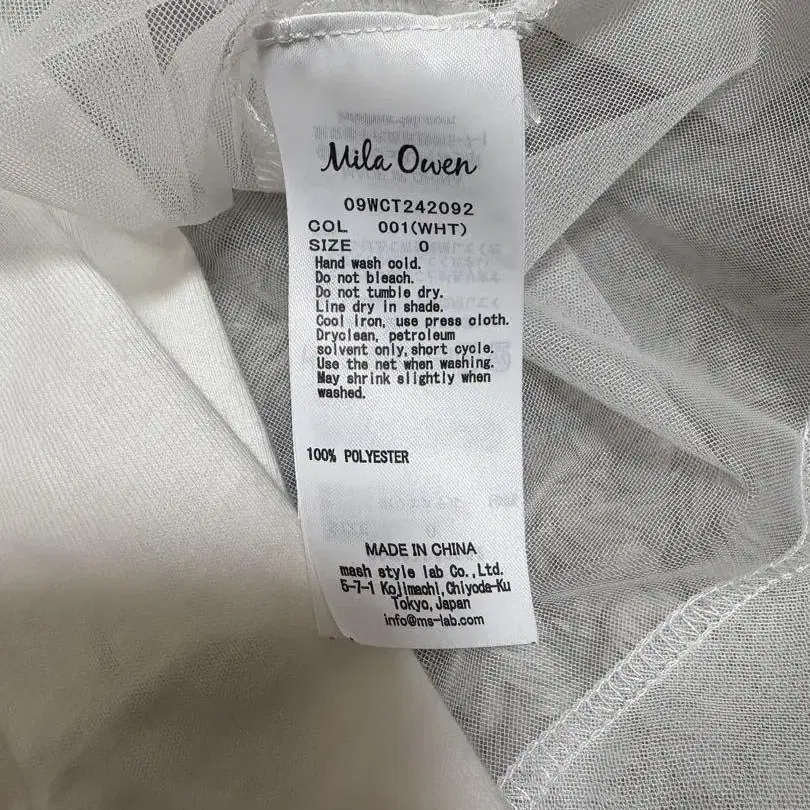 Mila Owen
09WCT242092
COL 001(WHT)
SIZE 0
Hand wash cold.
Do not bleach.
Do not tumble dry.
Line dry in shade.
Cool iron, use press cloth.
Dryclean, petroleum
solvent only,short cycle.
Use the net when washing.
May shrink slightly when
washed.
100% POLYESTER
MADE IN CHINA
mash style lab Co.,Ltd.
5-7-1 Kojimachi,Chiyoda-Ku
Tokyo,Japan
info@ms-lab.com